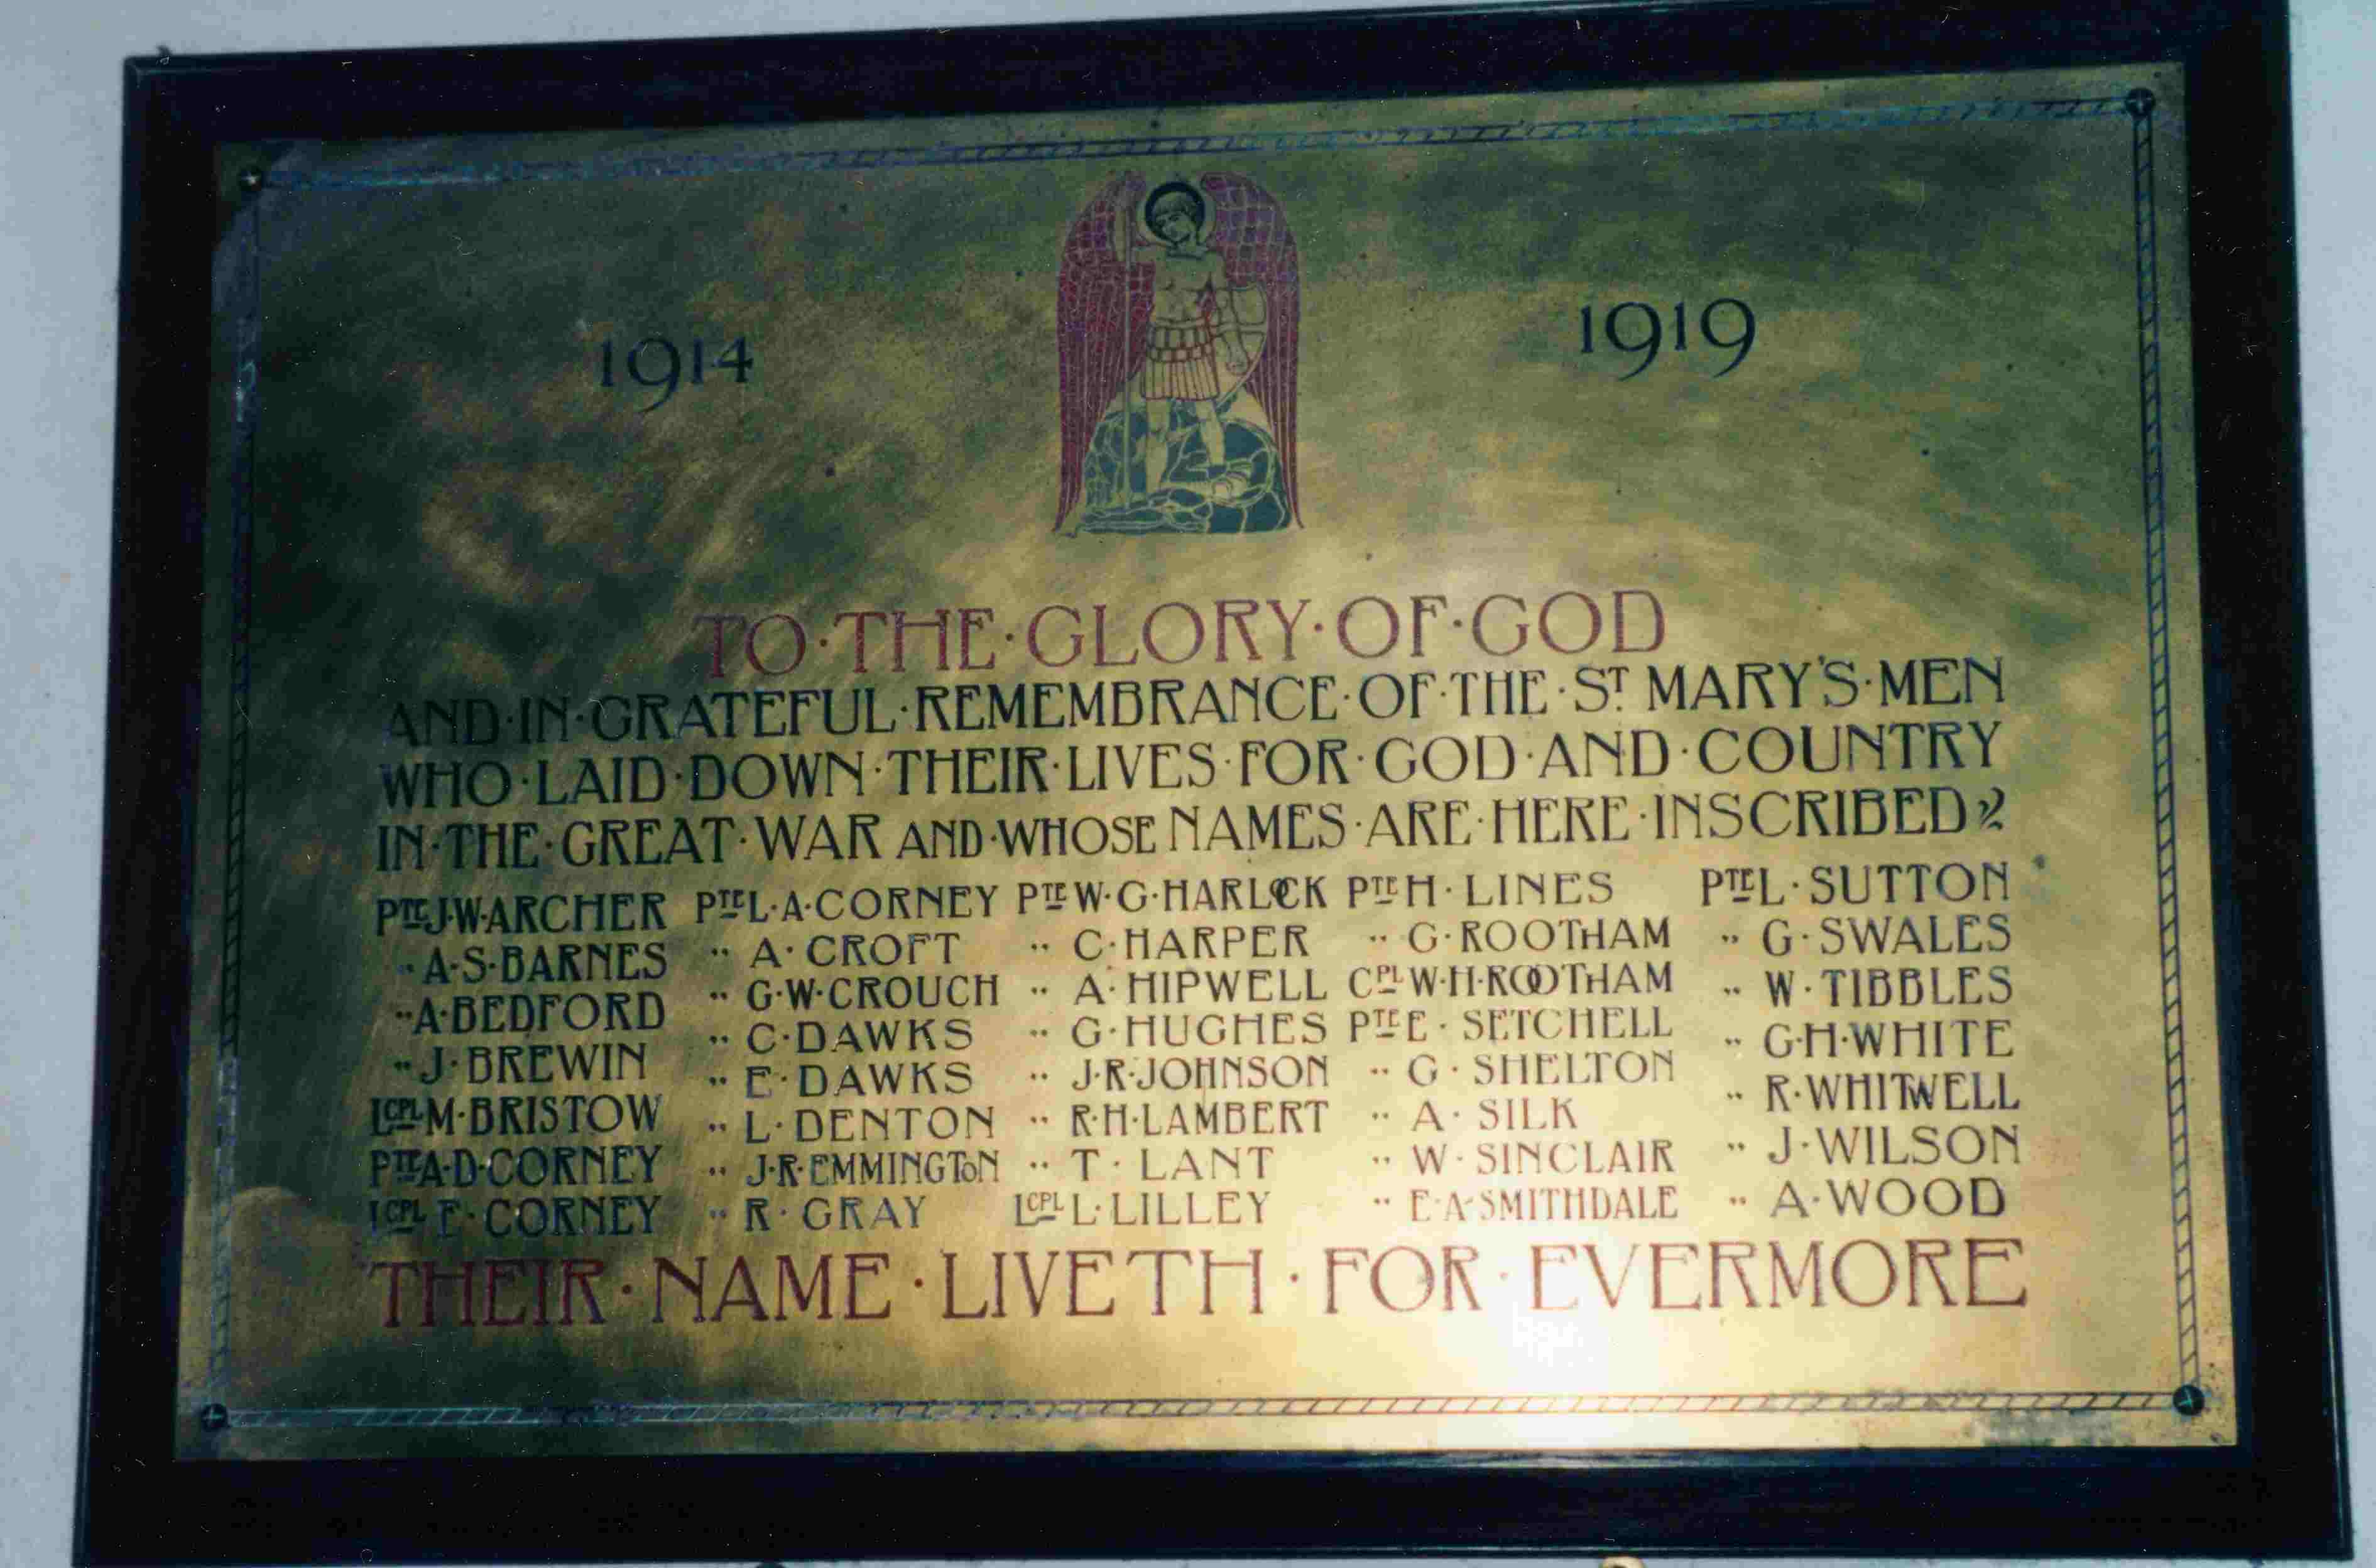 1914 1919
TO·THE·GLORY·OF·GOD
AND·IN·GRATEFUL·REMEMBRANCE·OF·THE·ST MARY'S·MEN
WHO·LAID·DOWN·THEIR·LIVES·FOR·GOD·AND·COUNTRY
IN·THE·GREAT·WAR AND·WHOSE NAMES·ARE·HERE·INSCRIBED
PTE J·W·ARCHER PTE L·A·CORNEY PTE W·G·HARLOCK PTE H·LINES PTE L·SUTTON
" A·S·BARNES " A·CROFT " C·HARPER " G·ROOTHAM " G·SWALES
" A·BEDFORD " G·W·CROUCH " A·HIPWELL CPL W·H·ROOTHAM " W·TIBBLES
" J·BREWIN " C·DAWKS " G·HUGHES PTE E·SETCHELL " G·H·WHITE
LCPL M·BRISTOW " E·DAWKS " J·R·JOHNSON " G·SHELTON " R·WHITWELL
PTE A·D·CORNEY " L·DENTON " R·H·LAMBERT " A·SILK " J·WILSON
LCPL F·CORNEY " J·R·EMMINGTON " T·LANT " W·SINCLAIR " A·WOOD
" R·GRAY LCPL L·LILLEY " E·A·SMITHDALE
THEIR·NAME·LIVETH·FOR·EVERMORE